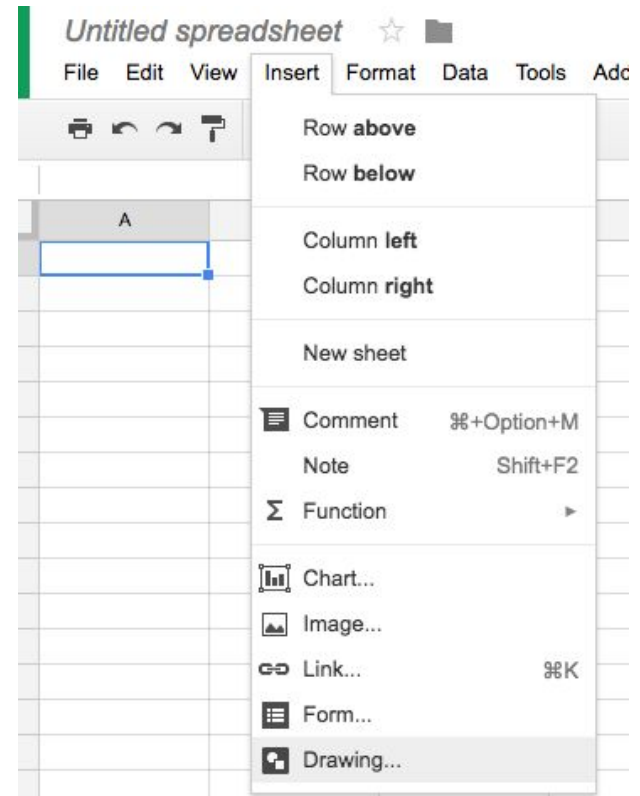 Untitled spreadsheet
File Edit View Insert Format Data Tools Add
Row above
Row below
A
Column left
Column right
New sheet
Comment ⌘+Option+M
Note Shift+F2
Σ Function ►
Chart...
Image...
Link... ⌘K
Form...
Drawing...